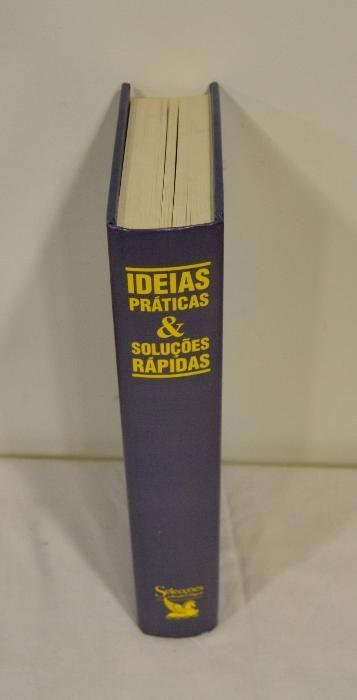 IDEIAS
PRÁTICAS
&
SOLUÇÕES
RÁPIDAS
Selecções